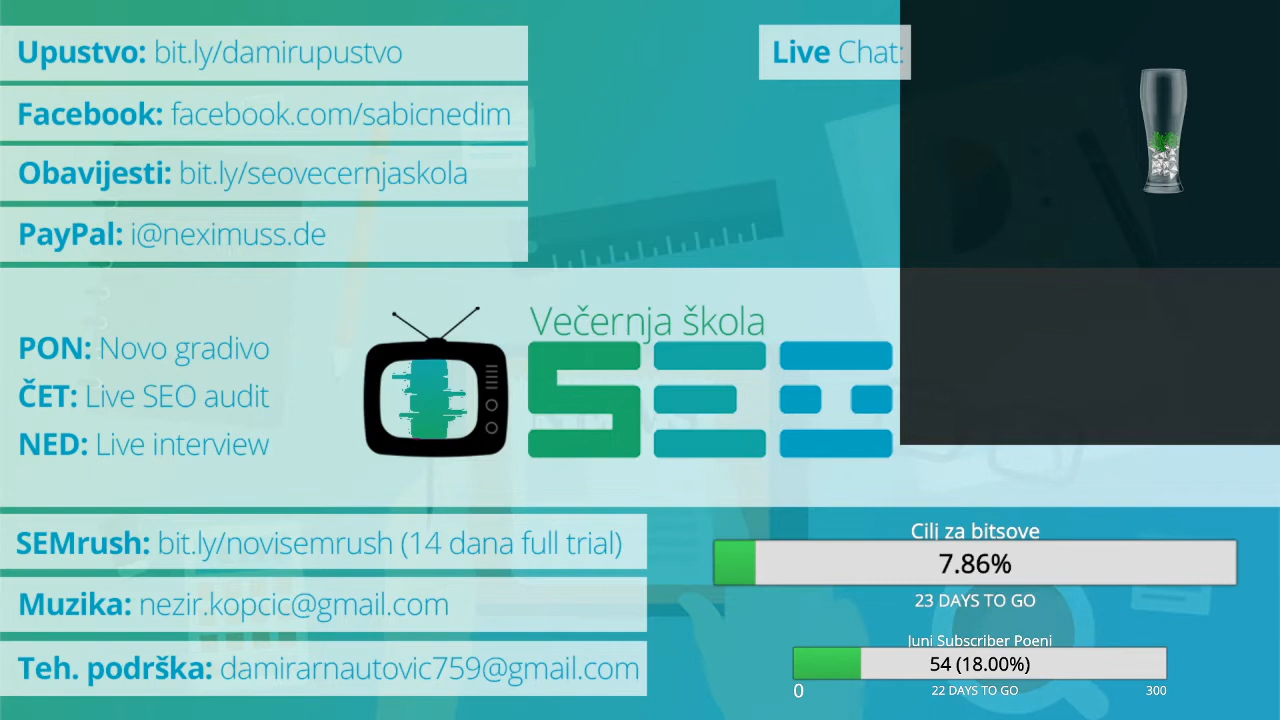 Upustvo: bit.ly/damirupustvo
Live Chat:
Facebook: facebook.com/sabicnedim
Obavijesti: bit.ly/seovecernjaskola
PayPal: i@neximuss.de
Večernja škola
SEO
PON: Novo gradivo
ČET: Live SEO audit
NED: Live interview
SEMrush: bit.ly/novisemrush (14 dana full trial)
Muzika: nezir.kopcic@gmail.com
Teh. podrška: damirarnautovic759@gmail.com
Cilj za bitsove
7.86%
23 DAYS TO GO
Juni Subscriber Poeni
54 (18.00%)
0 22 DAYS TO GO 300